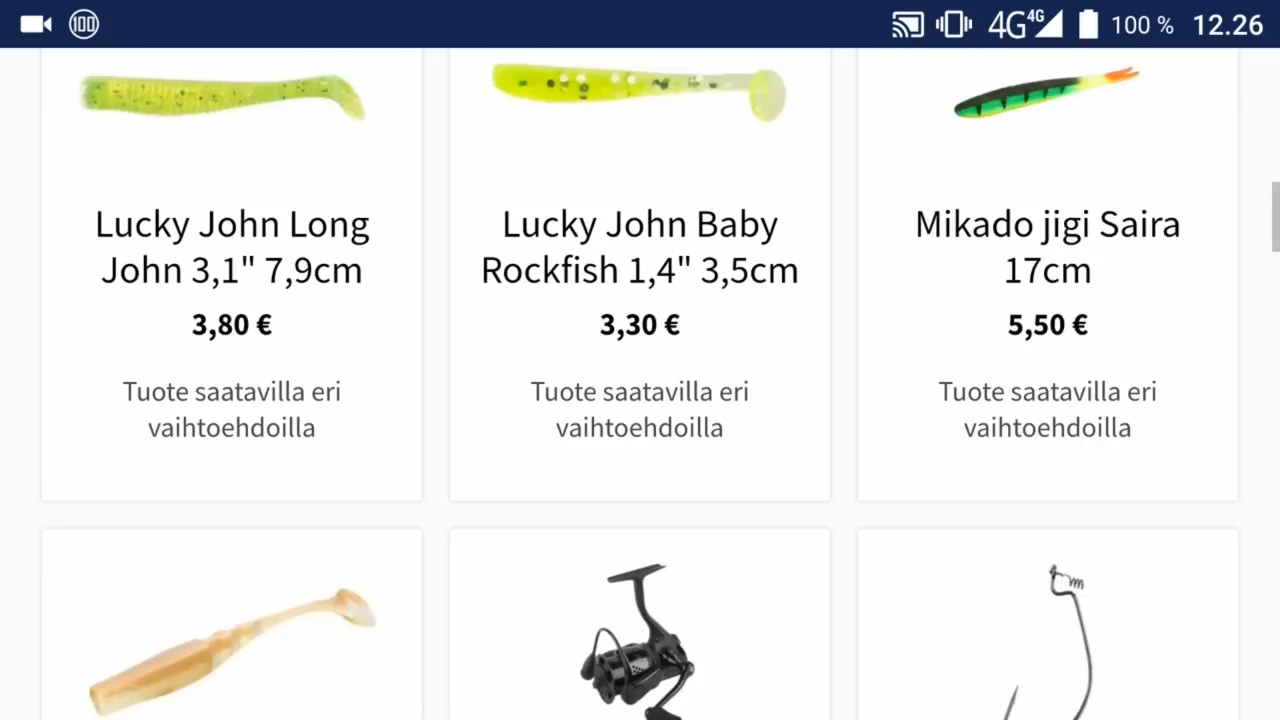 100 4G 4G 100 % 12.26
Lucky John Long
John 3,1" 7,9cm
3,80 €
Tuote saatavilla eri
vaihtoehdoilla
Lucky John Baby
Rockfish 1,4" 3,5cm
3,30 €
Tuote saatavilla eri
vaihtoehdoilla
Mikado jigi Saira
17cm
5,50 €
Tuote saatavilla eri
vaihtoehdoilla